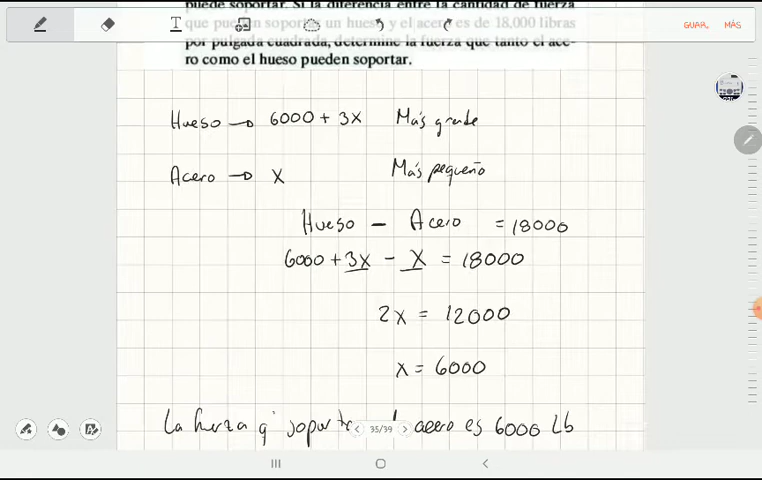 puede soportar. Si la diferencia entre la cantidad de fuerza
GUAR. MÁS
que pueden soportar un hueso y el acero es de 18,000 libras
por pulgada cuadrada, determine la fuerza que tanto el ace-
ro como el hueso pueden soportar.
Hueso → 6000 + 3X Más grande
Acero → X Más pequeño
Hueso - Acero = 18000
6000 + 3X - X = 18000
2X = 12000
X = 6000
La fuerza q' soporta acero es 6000 Lb
35/39